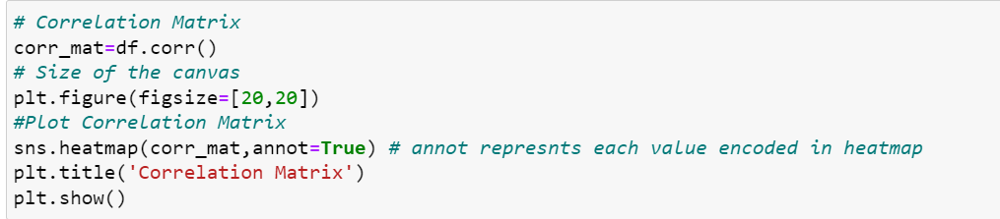 # Correlation Matrix
corr_mat=df.corr()
# Size of the canvas
plt.figure(figsize=[20,20])
#Plot Correlation Matrix
sns.heatmap(corr_mat,annot=True) # annot represnts each value encoded in heatmap
plt.title('Correlation Matrix')
plt.show()